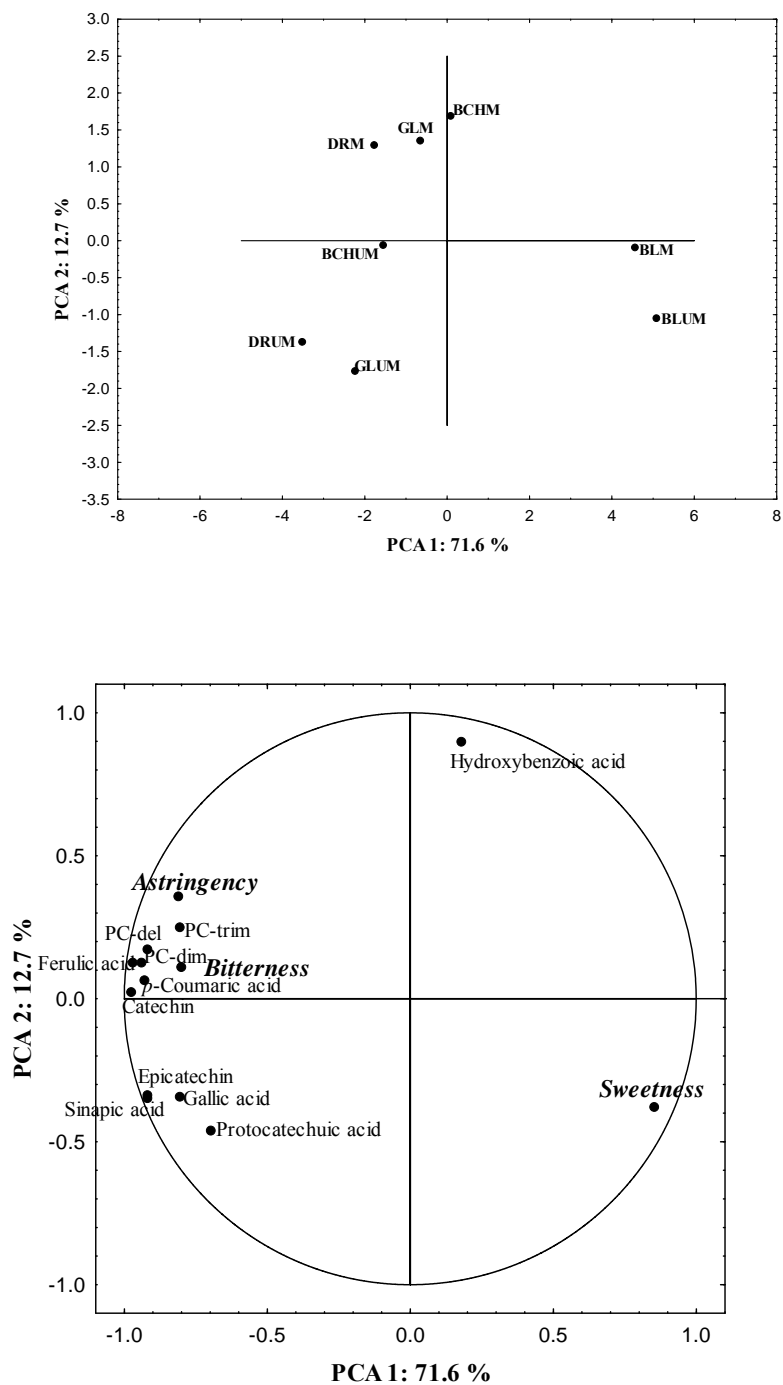 3.0
2.5
2.0
BCHM
1.5
GLM
DRM
1.0
0.5
0.0
BCHUM
BLM
-0.5
-1.0
BLUM
DRUM
-1.5
GLUM
-2.0
-2.5
-3.0
-3.5
PCA 2: 12.7 %
-8 -6 -4 -2 0 2 4 6 8
PCA 1: 71.6 %
1.0
Hydroxybenzoic acid
0.5
Astringency
PC-del PC-trim
Ferulic acid PC-dim Bitterness
p-Coumaric acid
0.0
Catechin
Epicatechin
Sinapic acid Gallic acid
Sweetness
Protocatechuic acid
-0.5
-1.0
PCA 2: 12.7 %
-1.0 -0.5 0.0 0.5 1.0
PCA 1: 71.6 %